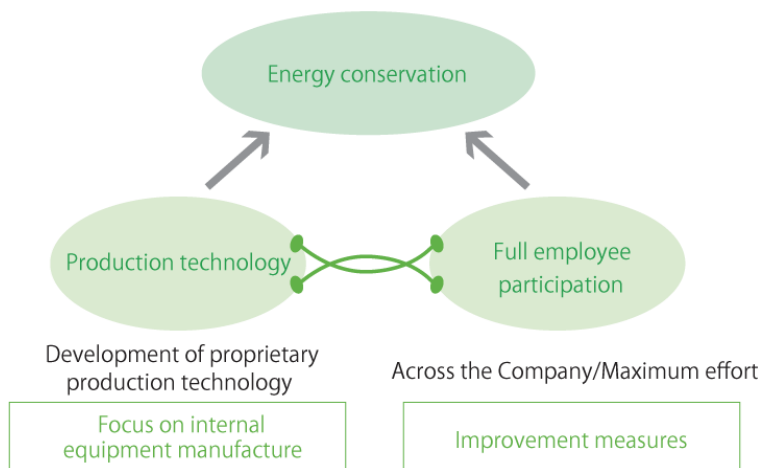 Energy conservation
Production technology
Full employee
participation
Development of proprietary
production technology
Across the Company/Maximum effort
Focus on internal
equipment manufacture
Improvement measures